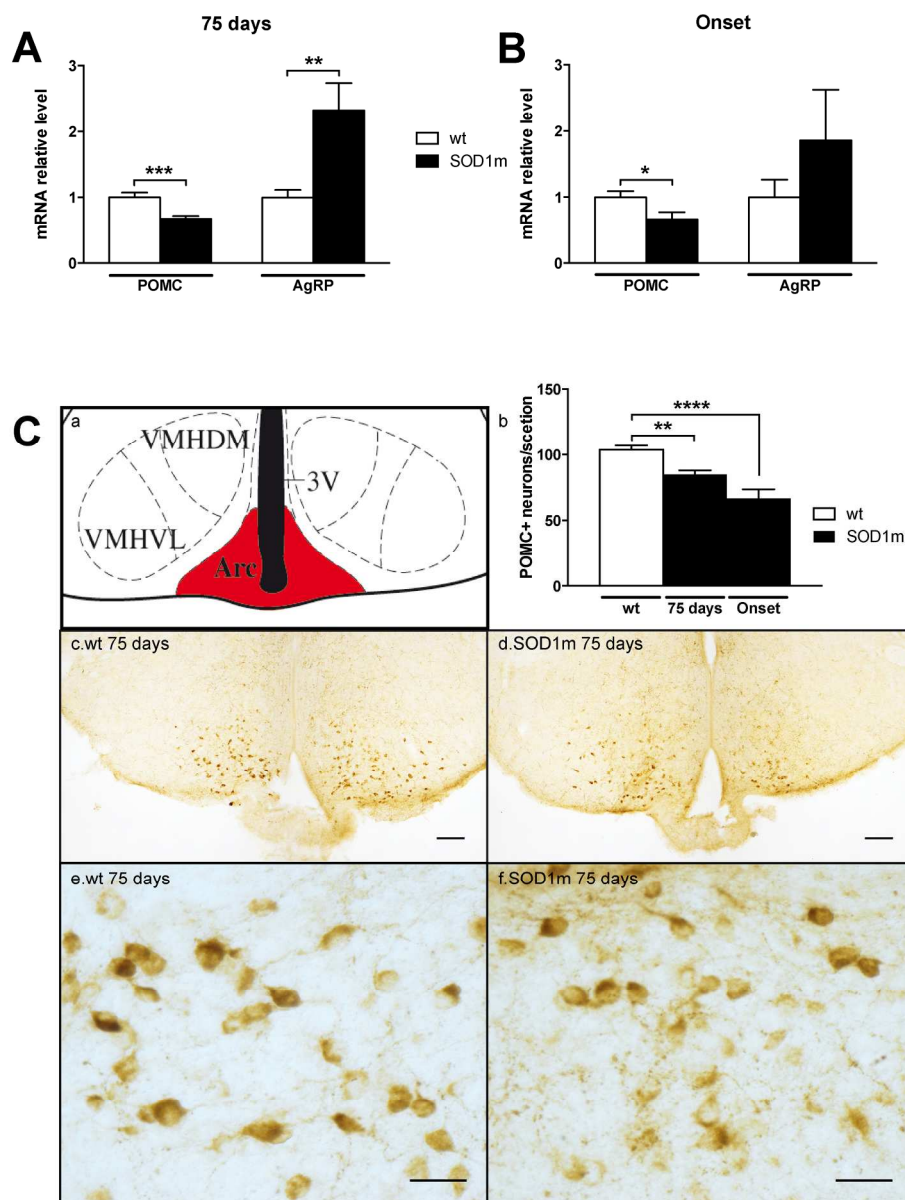 75 days
A
mRNA relative level
3
2
1
0
***
**
POMC
AgRP
wt
SOD1m
Onset
B
mRNA relative level
3
2
1
0
*
POMC
AgRP
C
a
VMHDM
3V
VMHVL
Arc
b
POMC+ neurons/scetion
150
100
50
0
****
**
wt
75 days
Onset
wt
SOD1m
c.wt 75 days
d.SOD1m 75 days
e.wt 75 days
f.SOD1m 75 days